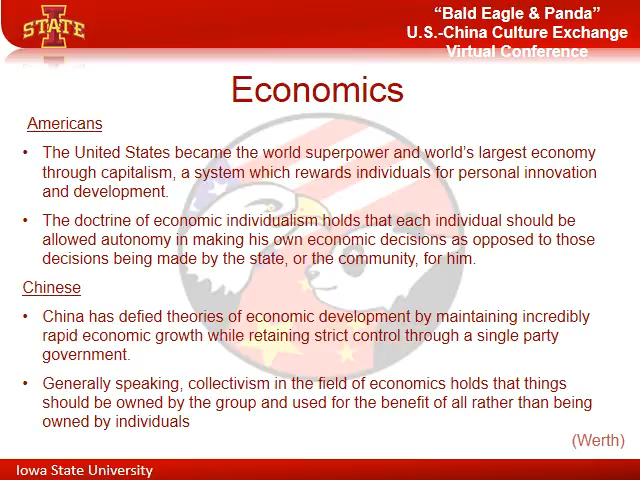 STATE
“Bald Eagle & Panda”
U.S.-China Culture Exchange
Virtual Conference
Economics
Americans
• The United States became the world superpower and world’s largest economy
through capitalism, a system which rewards individuals for personal innovation
and development.
• The doctrine of economic individualism holds that each individual should be
allowed autonomy in making his own economic decisions as opposed to those
decisions being made by the state, or the community, for him.
Chinese
• China has defied theories of economic development by maintaining incredibly
rapid economic growth while retaining strict control through a single party
government.
• Generally speaking, collectivism in the field of economics holds that things
should be owned by the group and used for the benefit of all rather than being
owned by individuals
(Werth)
Iowa State University